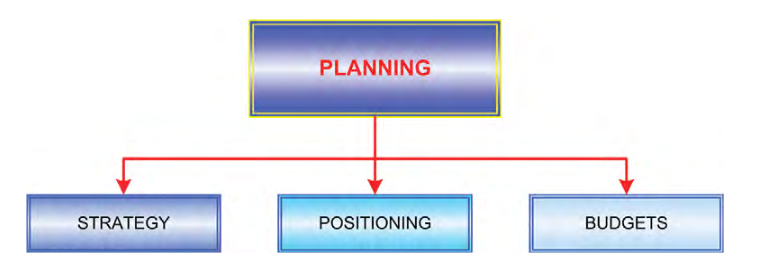 PLANNING
STRATEGY
POSITIONING
BUDGETS